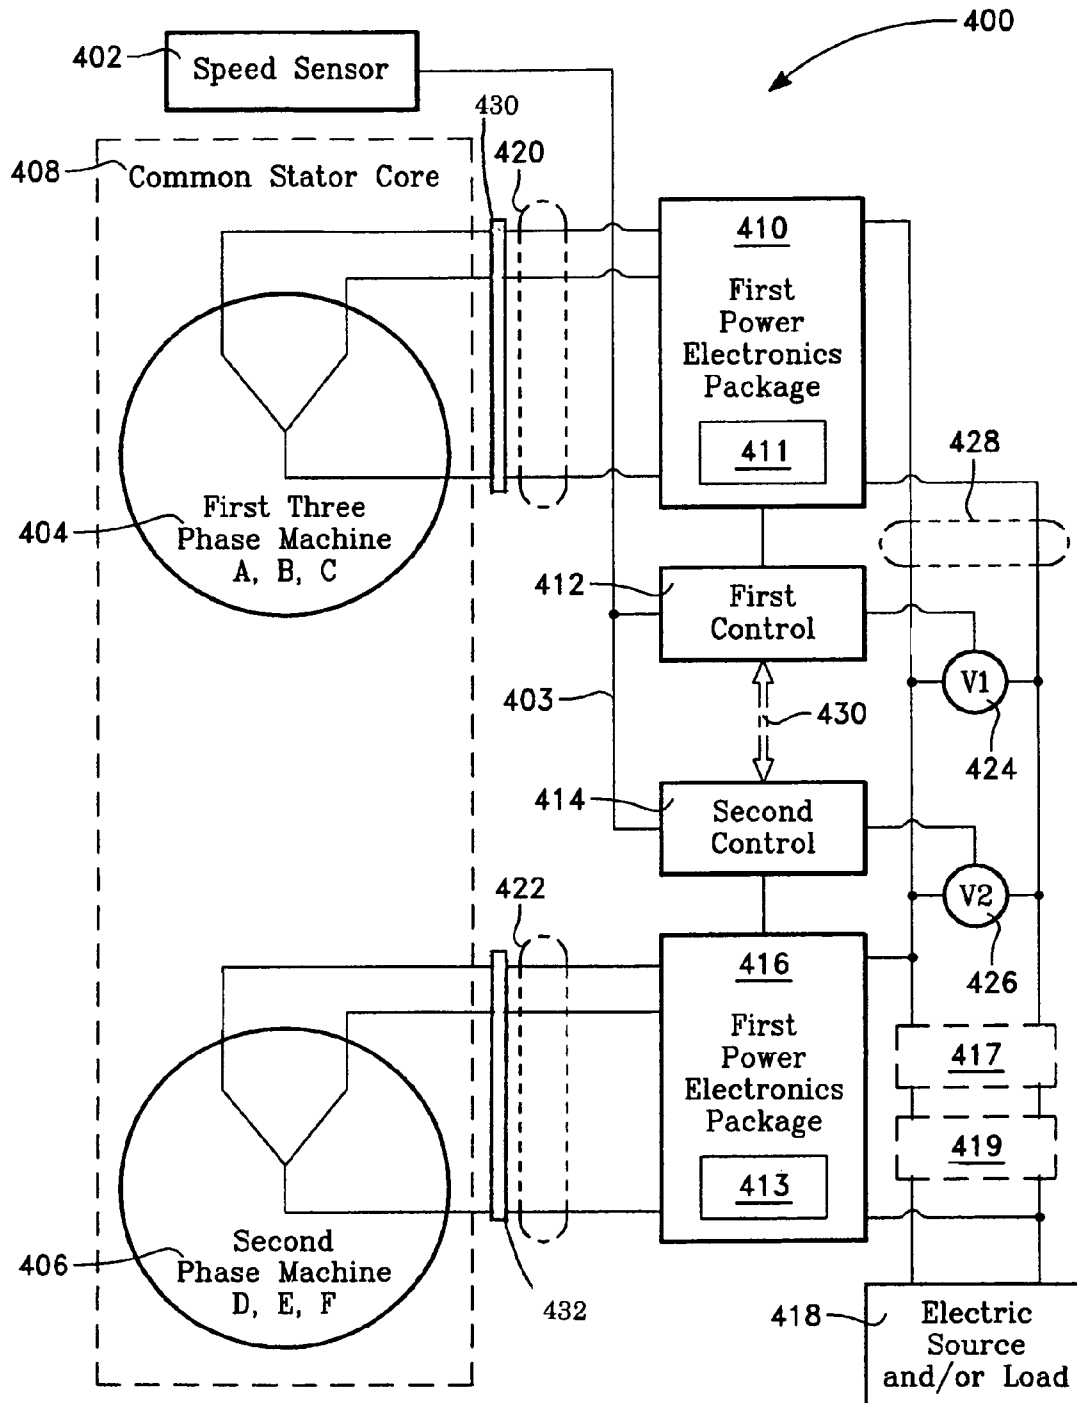 400
402
Speed Sensor
430
420
408
Common Stator Core
410
First
Power
Electronics
Package
411
428
First Three
Phase Machine
A, B, C
404
412
First
Control
V1
403
430
424
414
Second
Control
V2
422
426
416
First
Power
Electronics
Package
413
417
419
Second
Phase Machine
D, E, F
406
432
418
Electric
Source
and/or Load